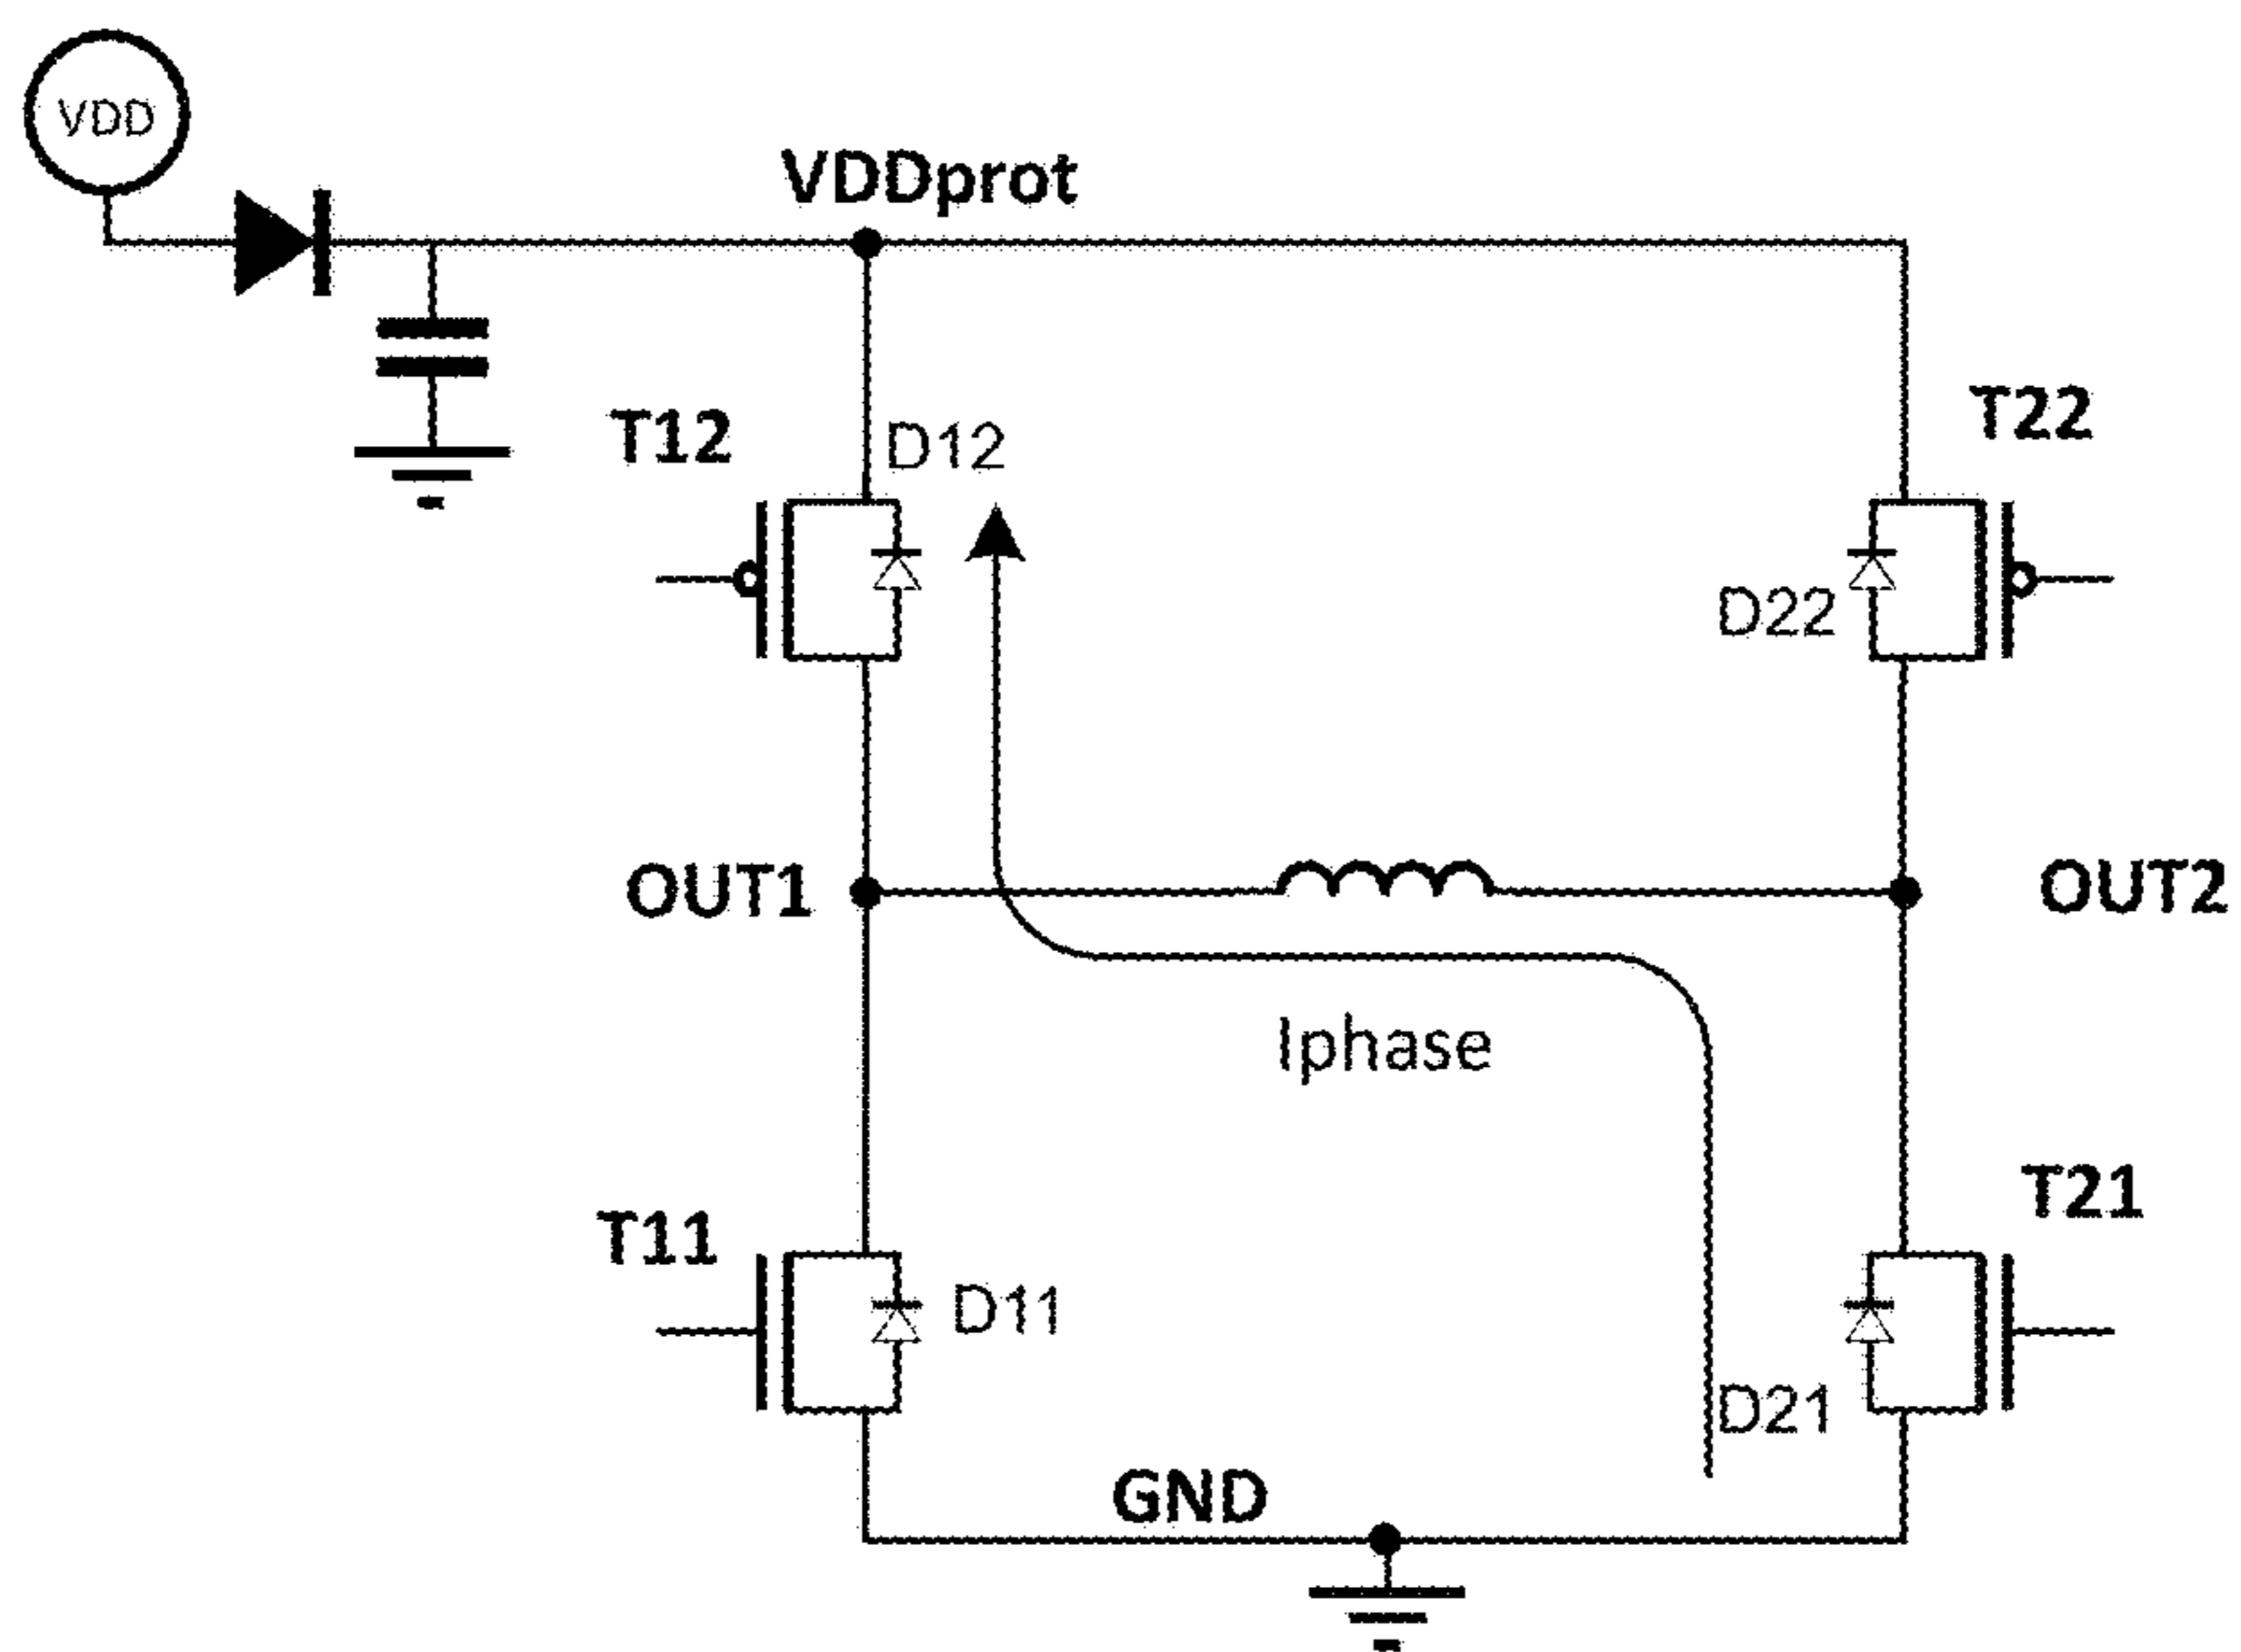 VDD
VDDprot
T12
D12
T22
D22
OUT1
OUT2
Iphase
T11
D11
T21
D21
GND